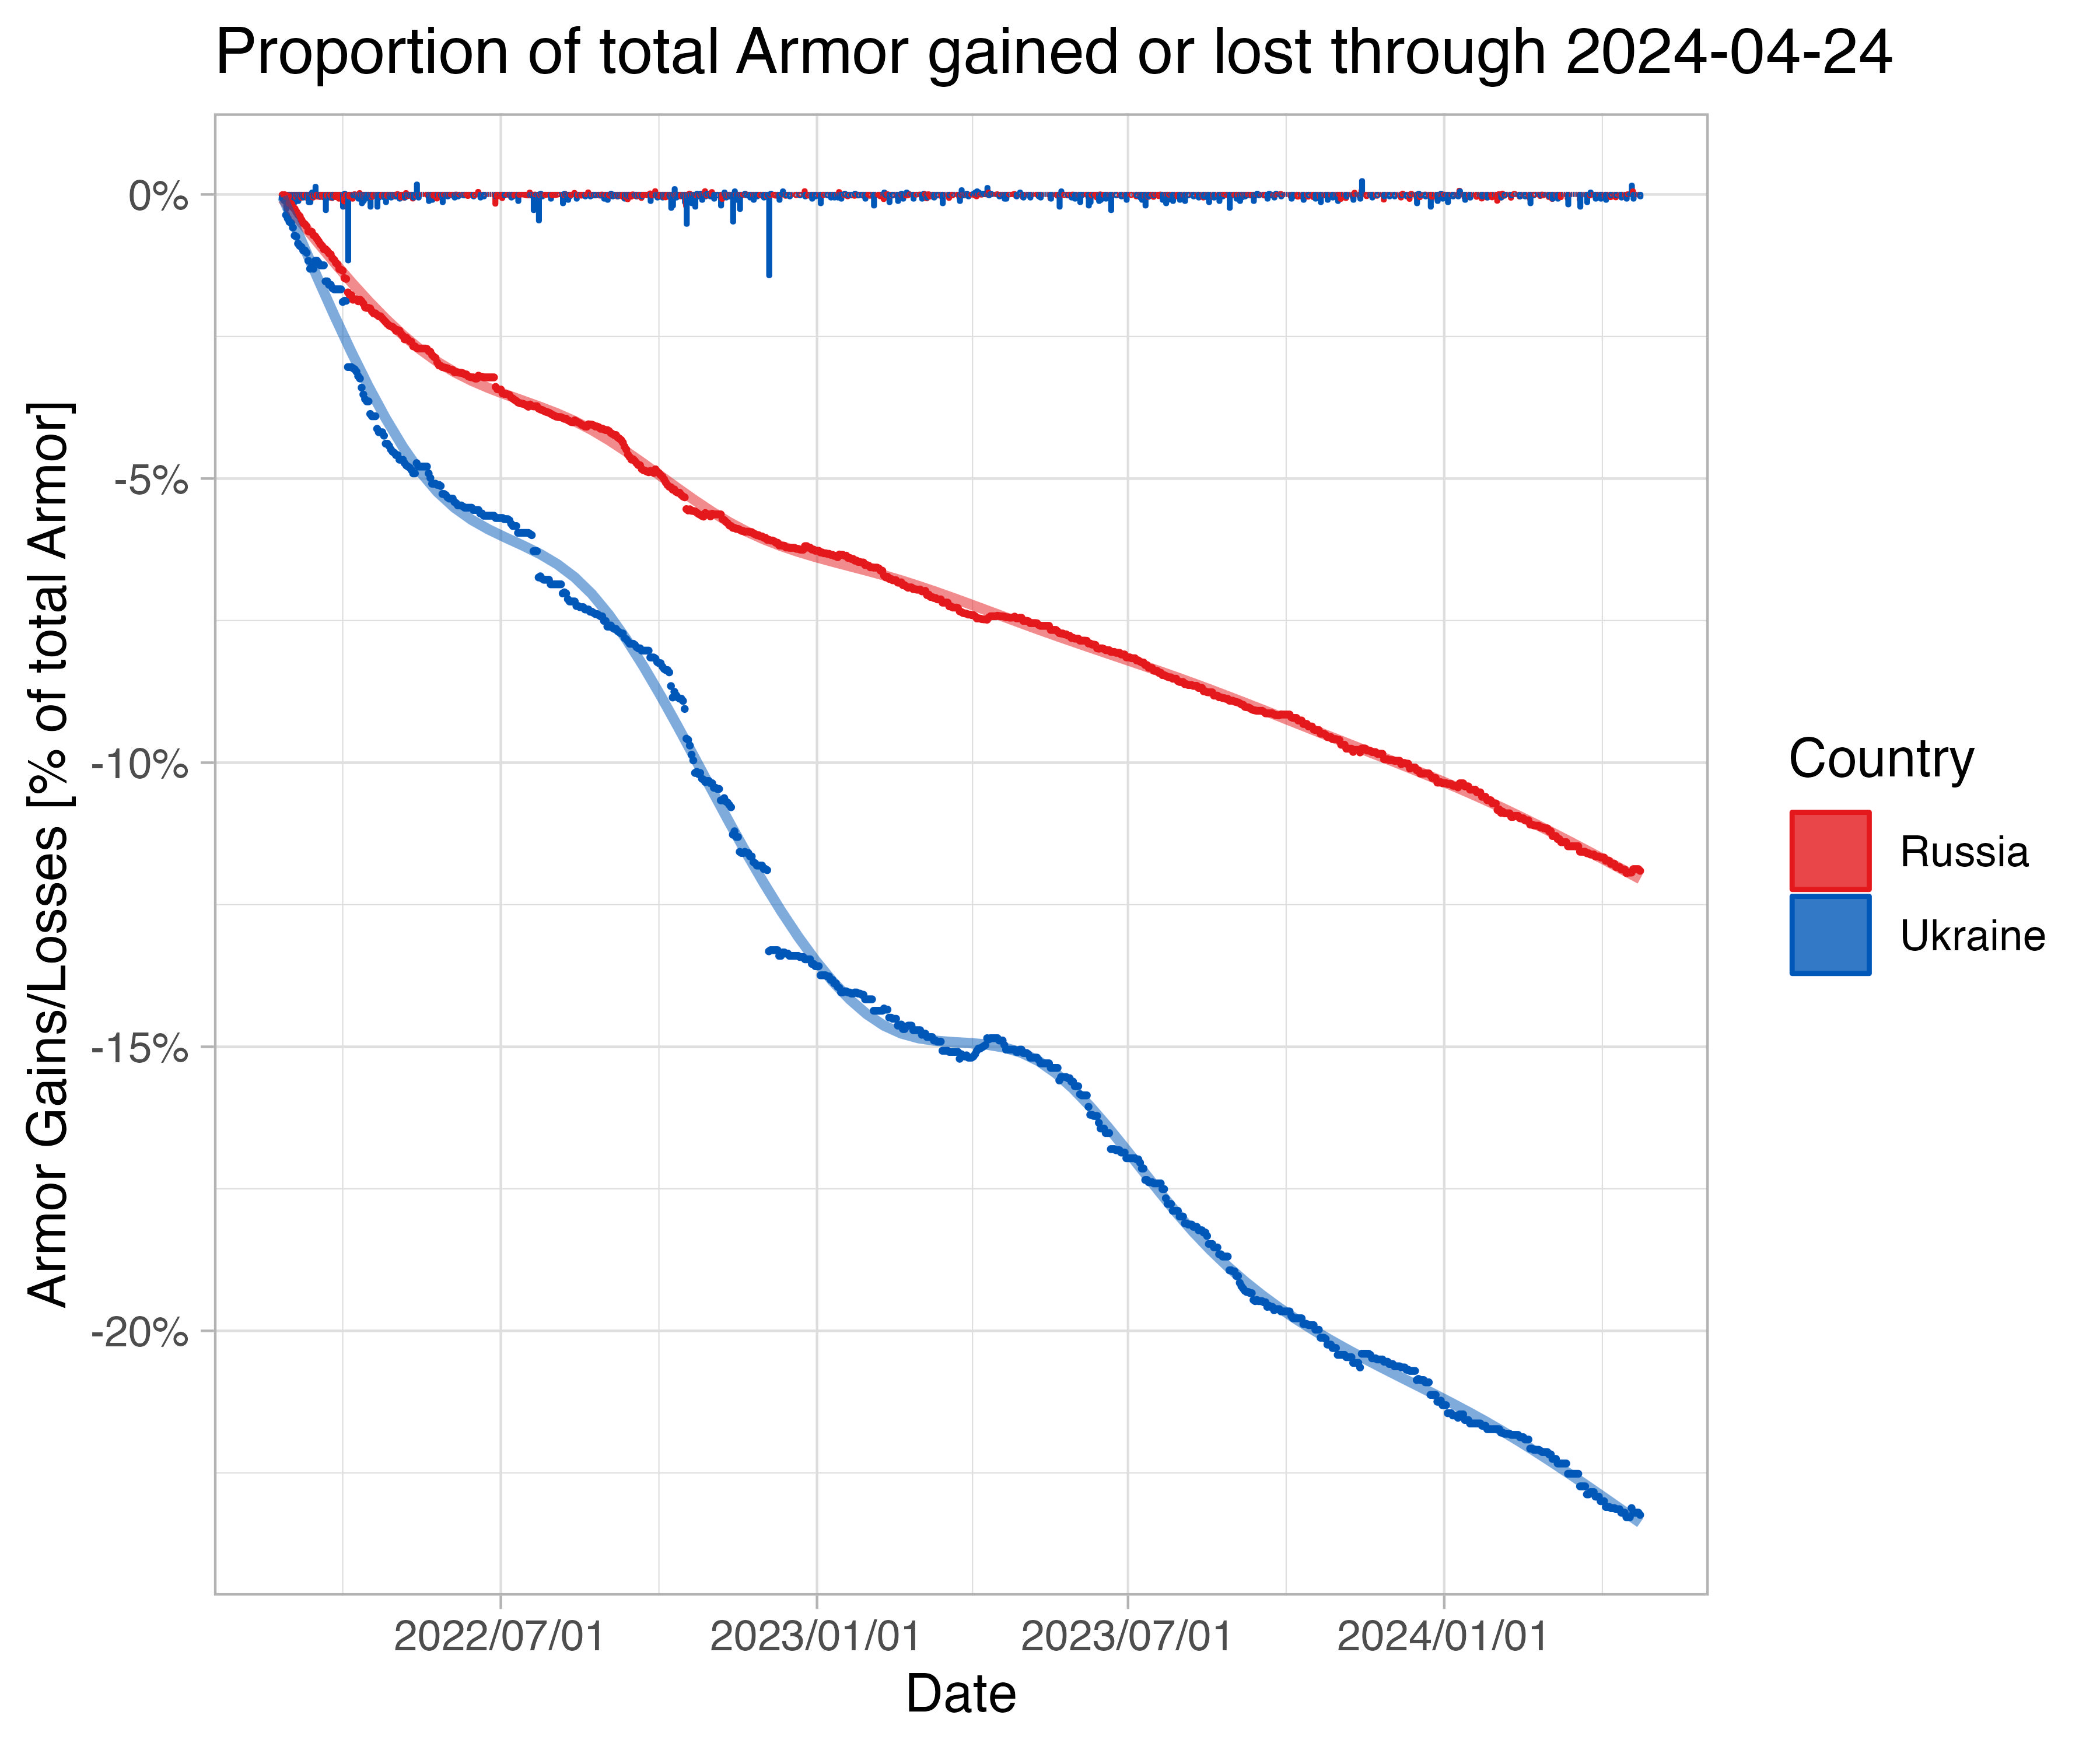 Proportion of total Armor gained or lost through 2024-04-24
Armor Gains/Losses [% of total Armor]
0%
-5%
-10%
-15%
-20%
2022/07/01
2023/01/01
2023/07/01
2024/01/01
Date
Country
Russia
Ukraine